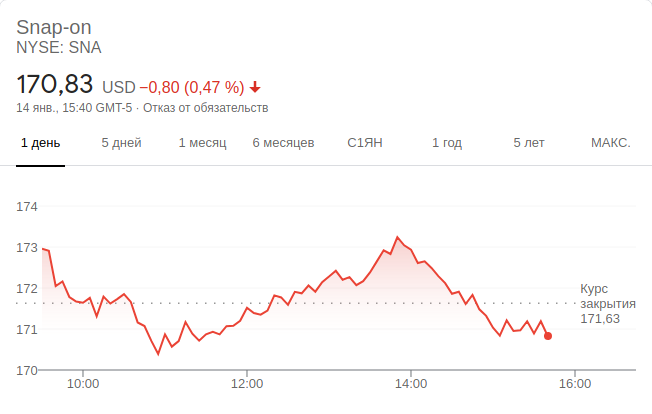 Snap-on
NYSE: SNA
170,83 USD −0,80 (0,47 %)
14 янв., 15:40 GMT-5 · Отказ от обязательств
1 день 5 дней 1 месяц 6 месяцев С1ЯН 1 год 5 лет МАКС.
174
173
172
171
170
Курс
закрытия
171,63
10:00 12:00 14:00 16:00